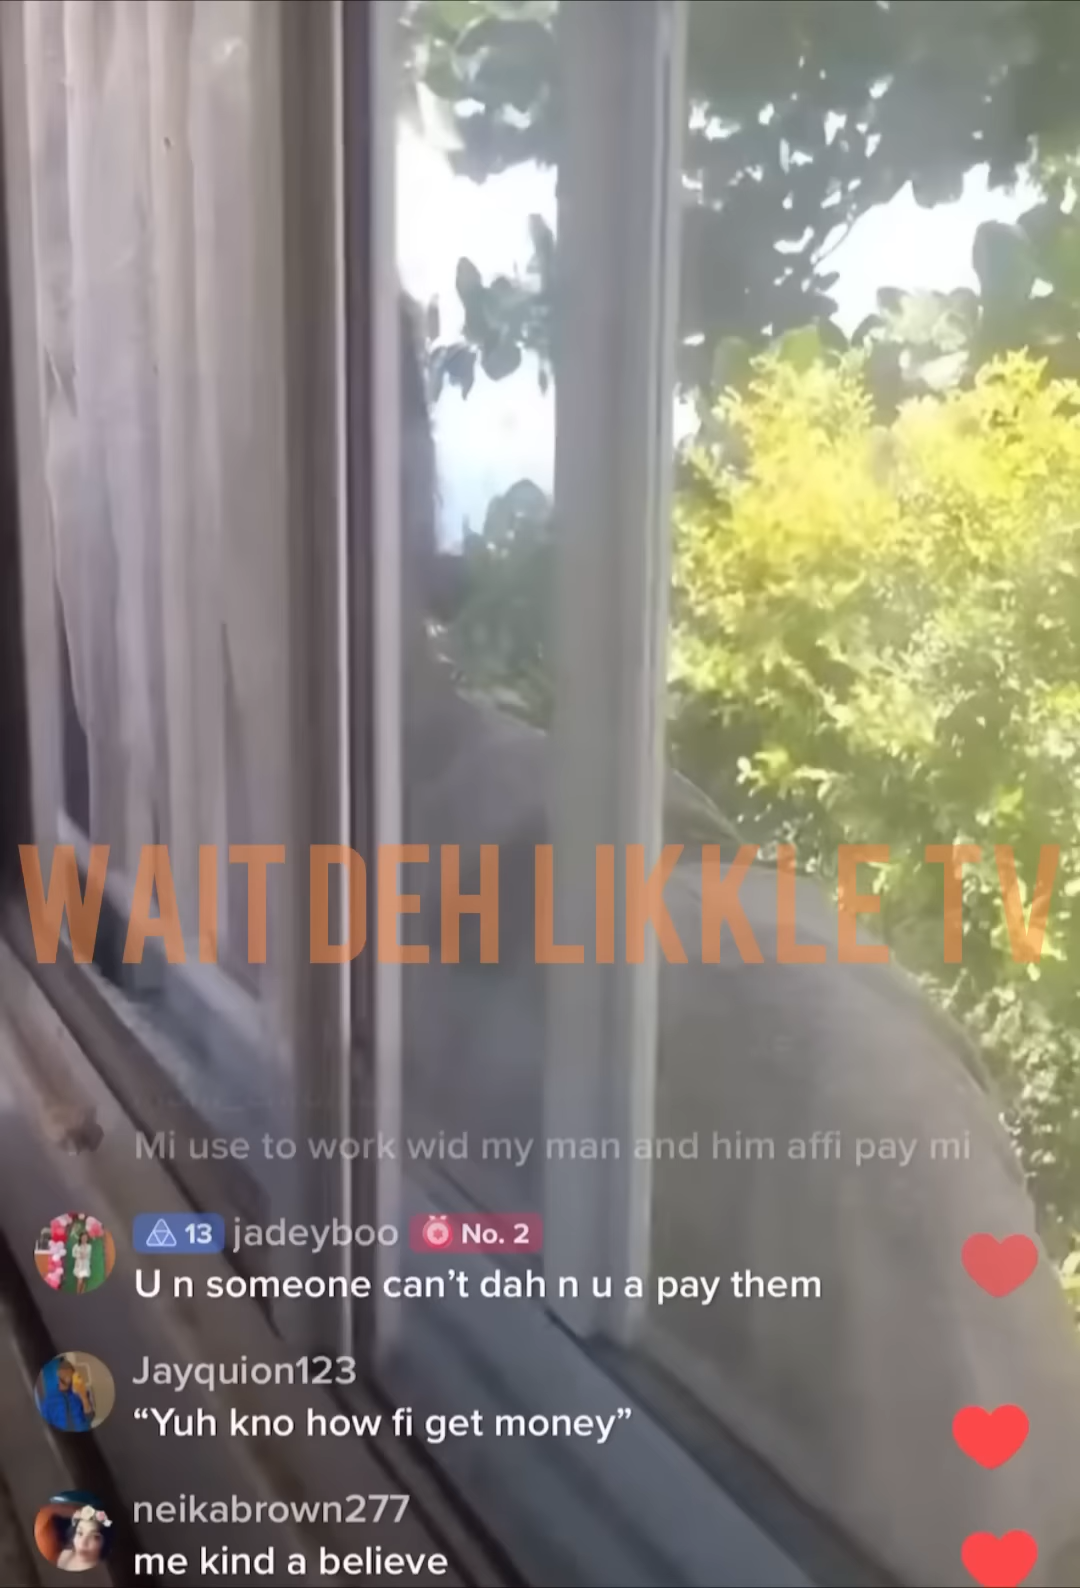 WAIT DEH LIKKLE TV
Mi use to work wid my man and him affi pay mi
13 jadeyboo No. 2
U n someone can’t dah n u a pay them
Jayquion123
“Yuh kno how fi get money”
neikabrown277
me kind a believe